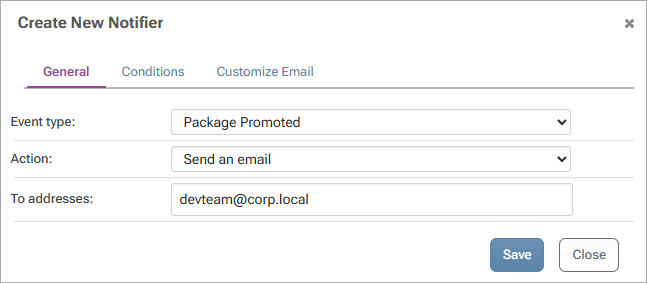 Create New Notifier
General Conditions Customize Email
Event type: Package Promoted
Action: Send an email
To addresses: devteam@corp.local
Save Close